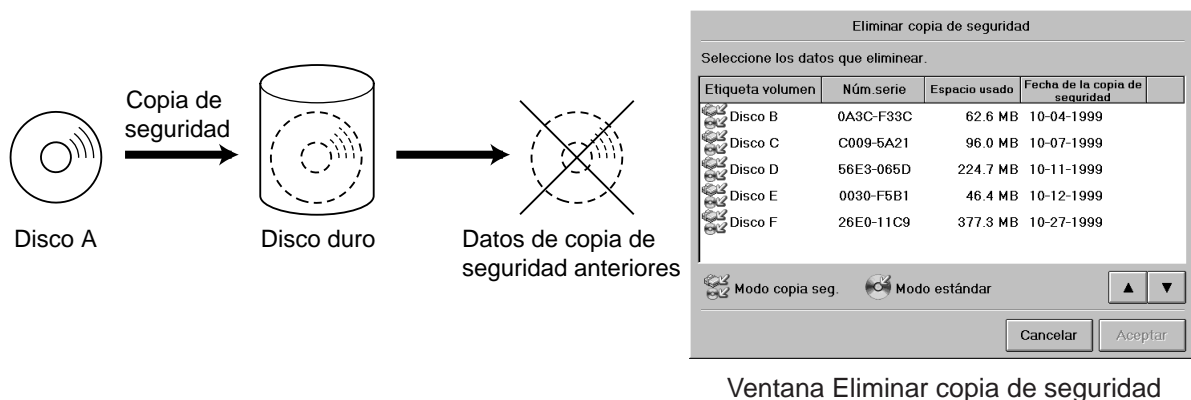 Copia de
seguridad
Disco A
Disco duro
Datos de copia de
seguridad anteriores
Eliminar copia de seguridad
Seleccione los datos que eliminar.
Etiqueta volumen Núm.serie Espacio usado Fecha de la copia de
seguridad
Disco B 0A3C-F33C 62.6 MB 10-04-1999
Disco C C009-5A21 96.0 MB 10-07-1999
Disco D 56E3-065D 224.7 MB 10-11-1999
Disco E 0030-F5B1 46.4 MB 10-12-1999
Disco F 26E0-11C9 377.3 MB 10-27-1999
Modo copia seg. Modo estándar
Cancelar Aceptar
Ventana Eliminar copia de seguridad